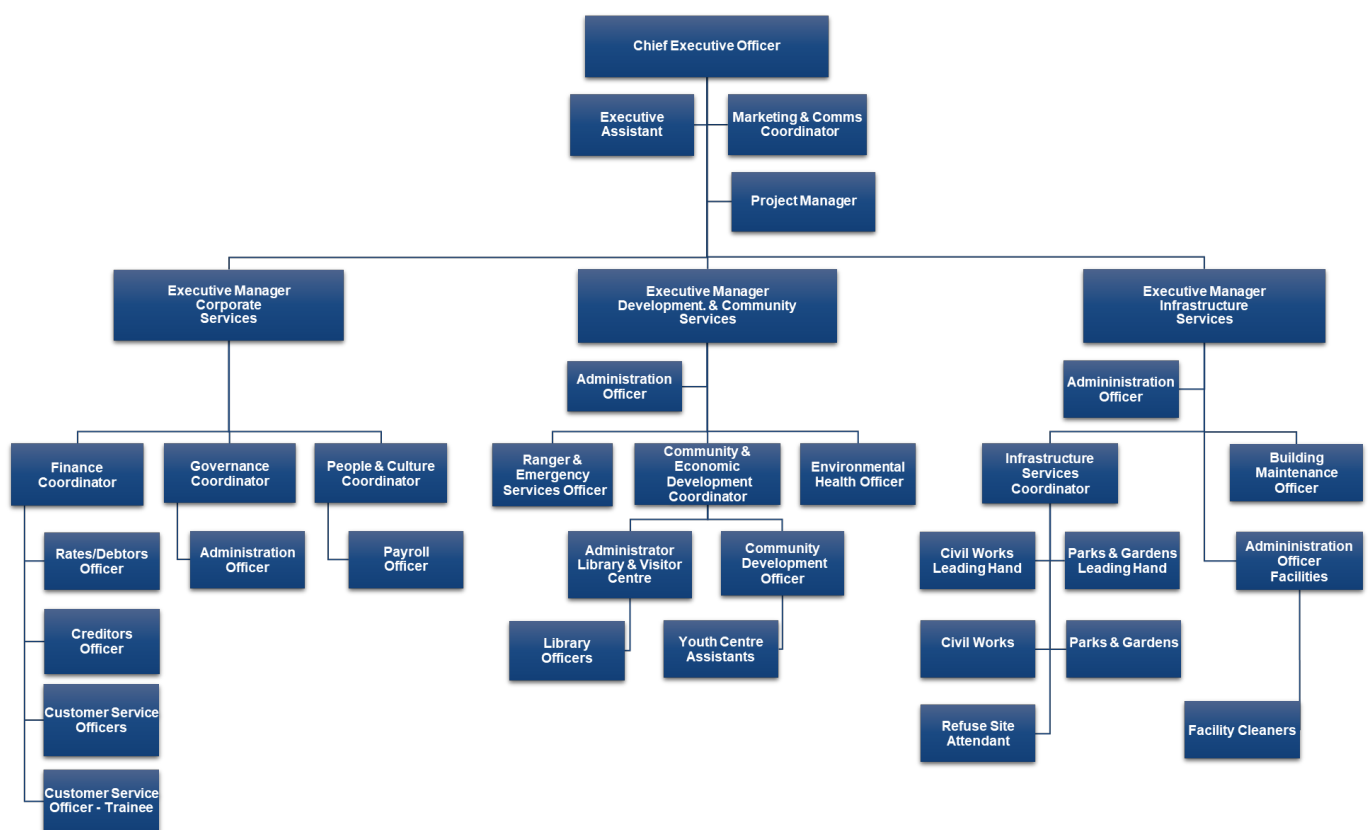 Chief Executive Officer
Executive
Assistant
Marketing & Comms
Coordinator
Project Manager
Executive Manager
Corporate
Services
Executive Manager
Development. & Community
Services
Executive Manager
Infrastructure
Services
Administration
Officer
Admininistration
Officer
Finance
Coordinator
Governance
Coordinator
People & Culture
Coordinator
Ranger &
Emergency
Services Officer
Community &
Economic
Development
Coordinator
Environmental
Health Officer
Infrastructure
Services
Coordinator
Building
Maintenance
Officer
Rates/Debtors
Officer
Administration
Officer
Payroll
Officer
Administrator
Library & Visitor
Centre
Community
Development
Officer
Civil Works
Leading Hand
Parks & Gardens
Leading Hand
Admininistration
Officer
Facilities
Creditors
Officer
Library
Officers
Youth Centre
Assistants
Civil Works
Parks & Gardens
Customer Service
Officers
Refuse Site
Attendant
Facility Cleaners
Customer Service
Officer - Trainee